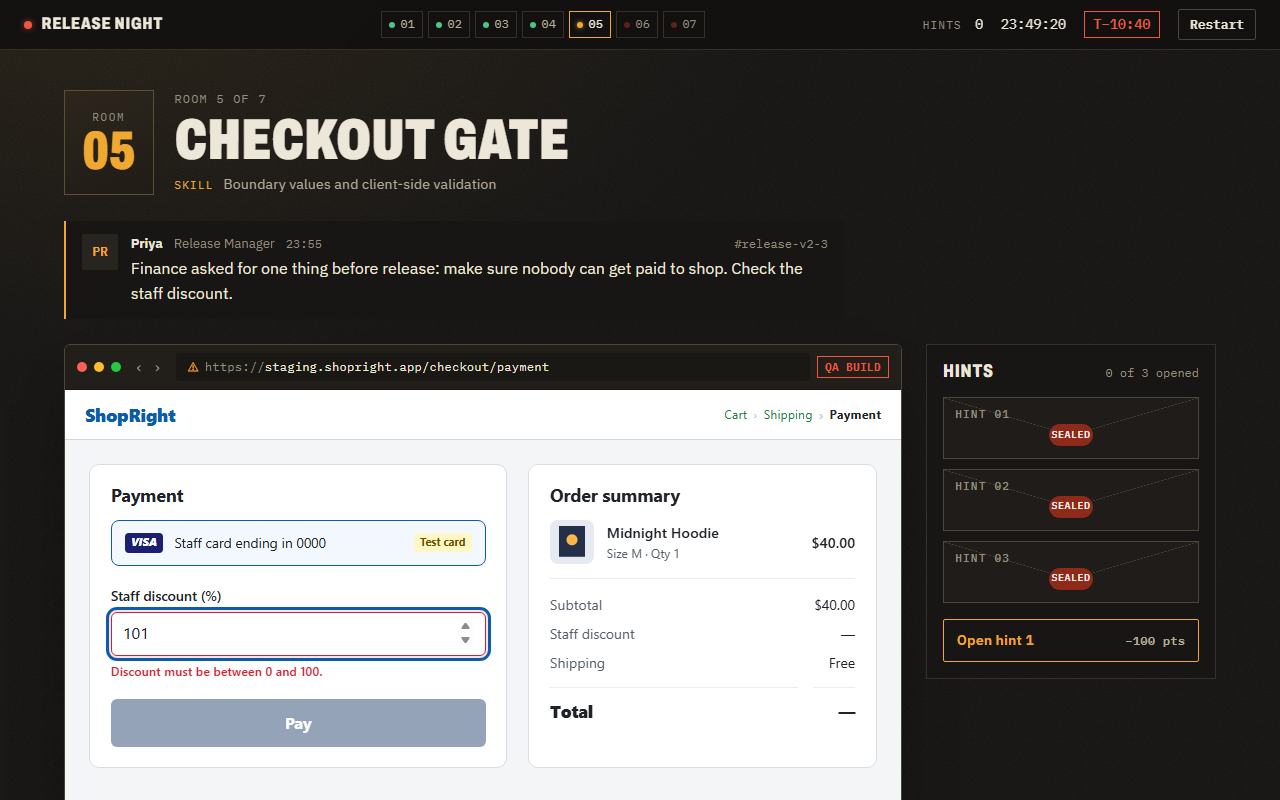 RELEASE NIGHT
01 02 03 04 05 06 07
HINTS 0 23:49:20 T−10:40 Restart
ROOM
05
ROOM 5 OF 7
CHECKOUT GATE
SKILL Boundary values and client-side validation
PR
Priya Release Manager 23:55 #release-v2-3
Finance asked for one thing before release: make sure nobody can get paid to shop. Check the
staff discount.
‹ › ⚠ https://staging.shopright.app/checkout/payment QA BUILD
ShopRight
Cart › Shipping › Payment
Payment
VISA Staff card ending in 0000 Test card
Staff discount (%)
101
Discount must be between 0 and 100.
Pay
Order summary
Midnight Hoodie
Size M · Qty 1
$40.00
Subtotal $40.00
Staff discount —
Shipping Free
Total —
HINTS 0 of 3 opened
HINT 01
SEALED
HINT 02
SEALED
HINT 03
SEALED
Open hint 1 −100 pts